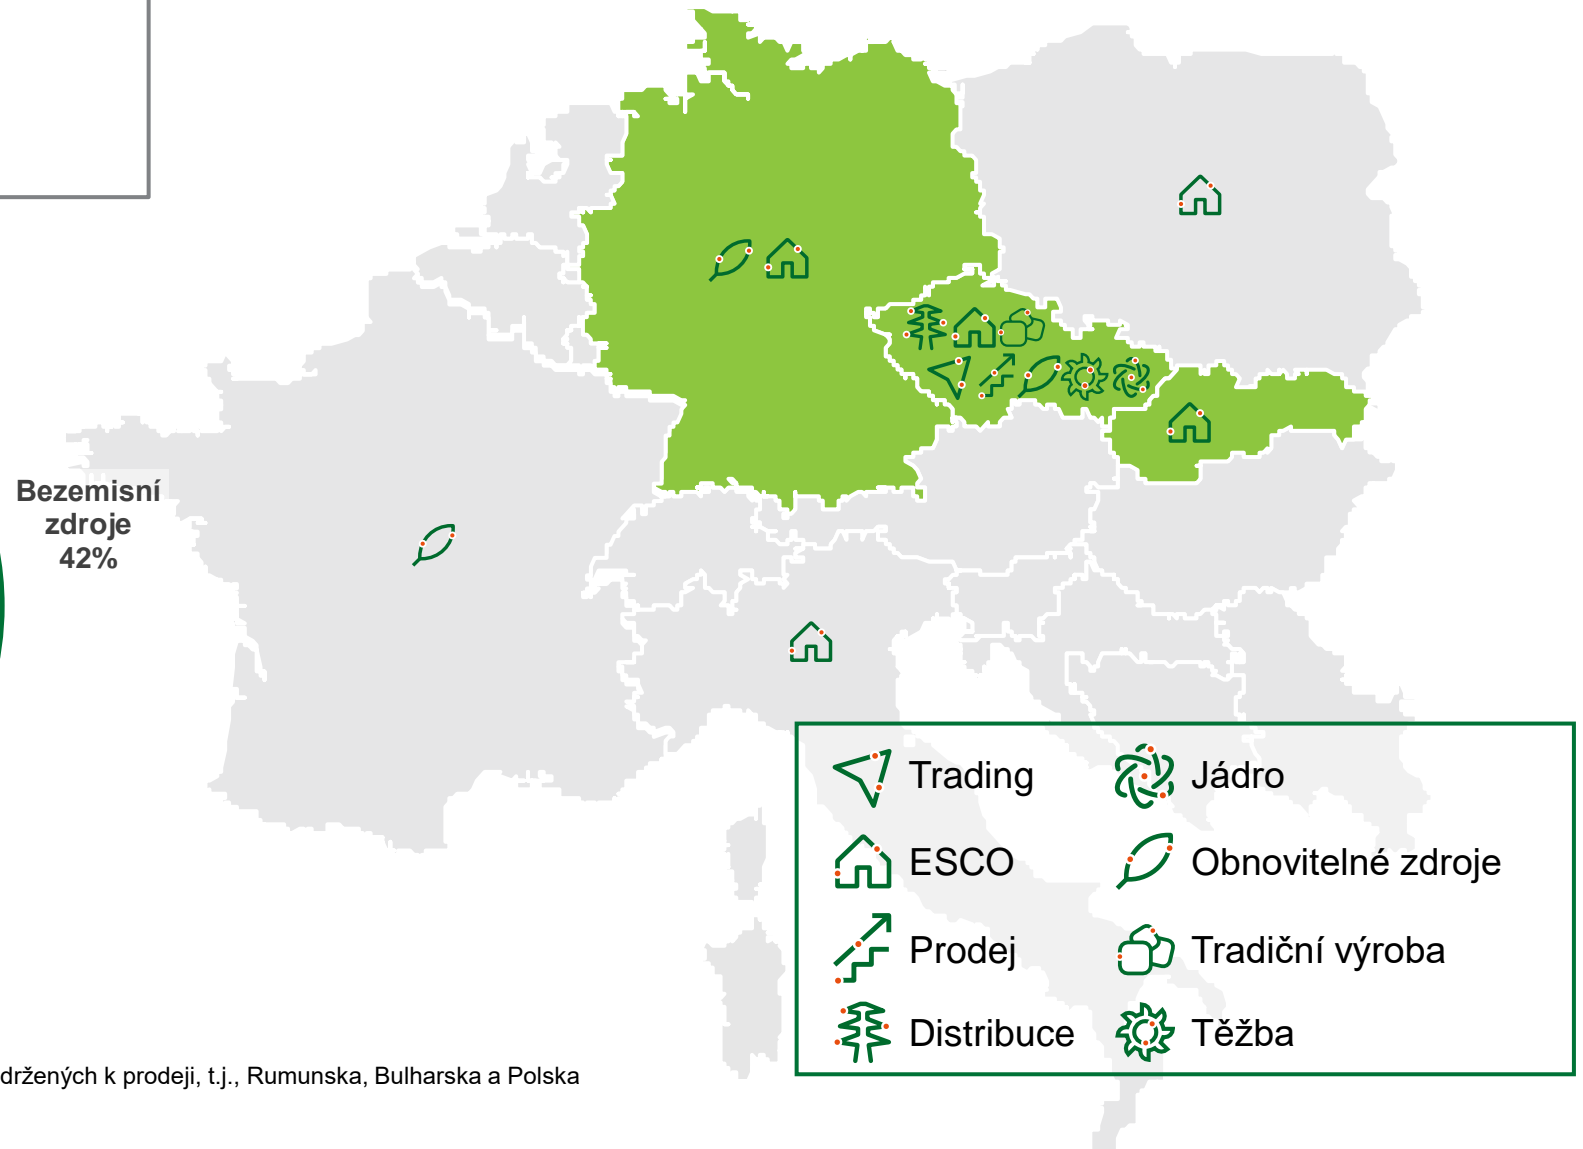 Bezemisní
zdroje
42%
Trading
Jádro
ESCO
Obnovitelné zdroje
Prodej
Tradiční výroba
Distribuce
Těžba
držených k prodeji, t.j., Rumunska, Bulharska a Polska